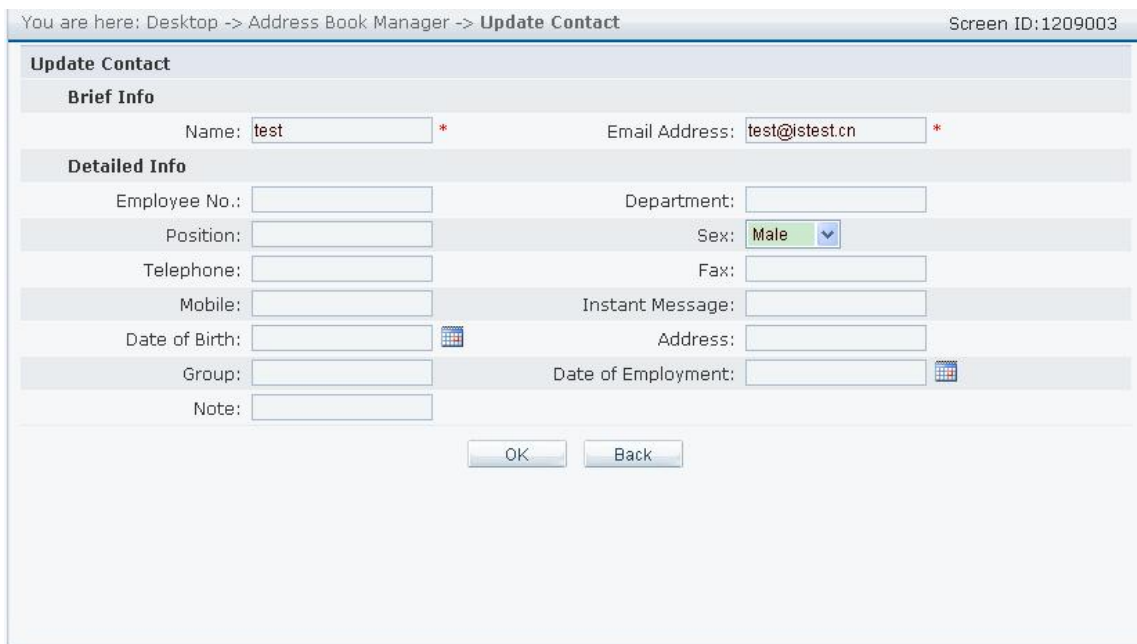 You are here: Desktop -> Address Book Manager -> Update Contact Screen ID:1209003
Update Contact
Brief Info
Name: test * Email Address: test@istest.cn *
Detailed Info
Employee No.: Department:
Position: Sex: Male
Telephone: Fax:
Mobile: Instant Message:
Date of Birth: Address:
Group: Date of Employment:
Note:
OK Back